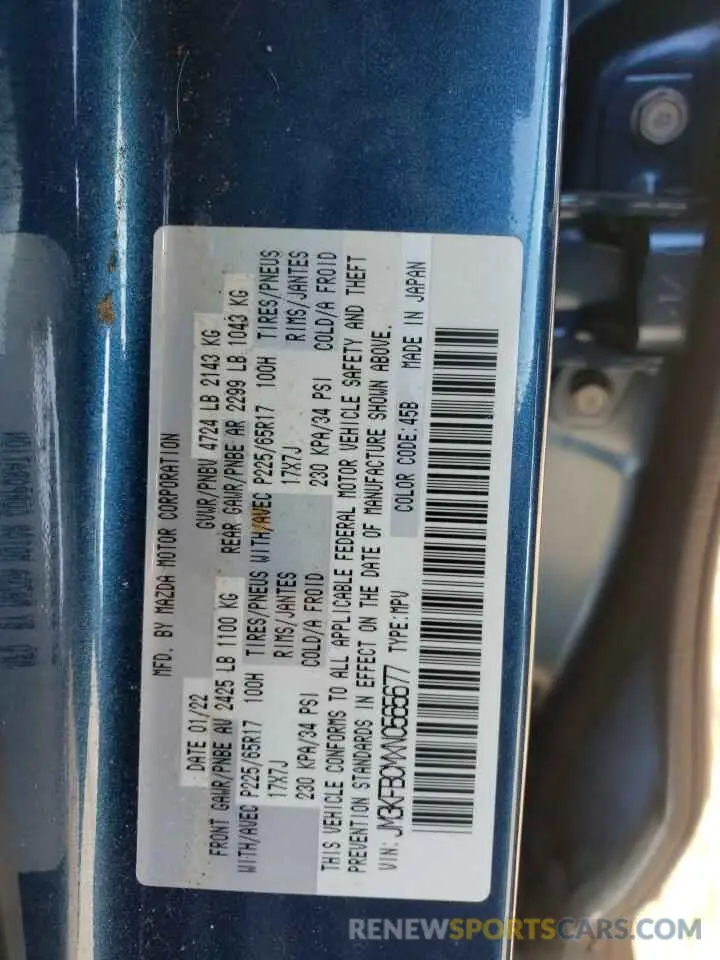 MFD. BY MAZDA MOTOR CORPORATION
DATE 01/22 GVWR/PNBV 4724 LB 2143 KG
FRONT GAWR/PNBE AV 2425 LB 1100 KG REAR GAWR/PNBE AR 2299 LB 1043 KG
WITH/AVEC P225/65R17 100H TIRES/PNEUS WITH/AVEC P225/65R17 100H TIRES/PNEUS
17X7J RIMS/JANTES 17X7J RIMS/JANTES
230 KPA/34 PSI COLD/A FROID 230 KPA/34 PSI COLD/A FROID
THIS VEHICLE CONFORMS TO ALL APPLICABLE FEDERAL MOTOR VEHICLE SAFETY AND THEFT
PREVENTION STANDARDS IN EFFECT ON THE DATE OF MANUFACTURE SHOWN ABOVE.
VIN: TYPE:MPV COLOR CODE:45B MADE IN JAPAN
RENEWSPORTSCARS.COM